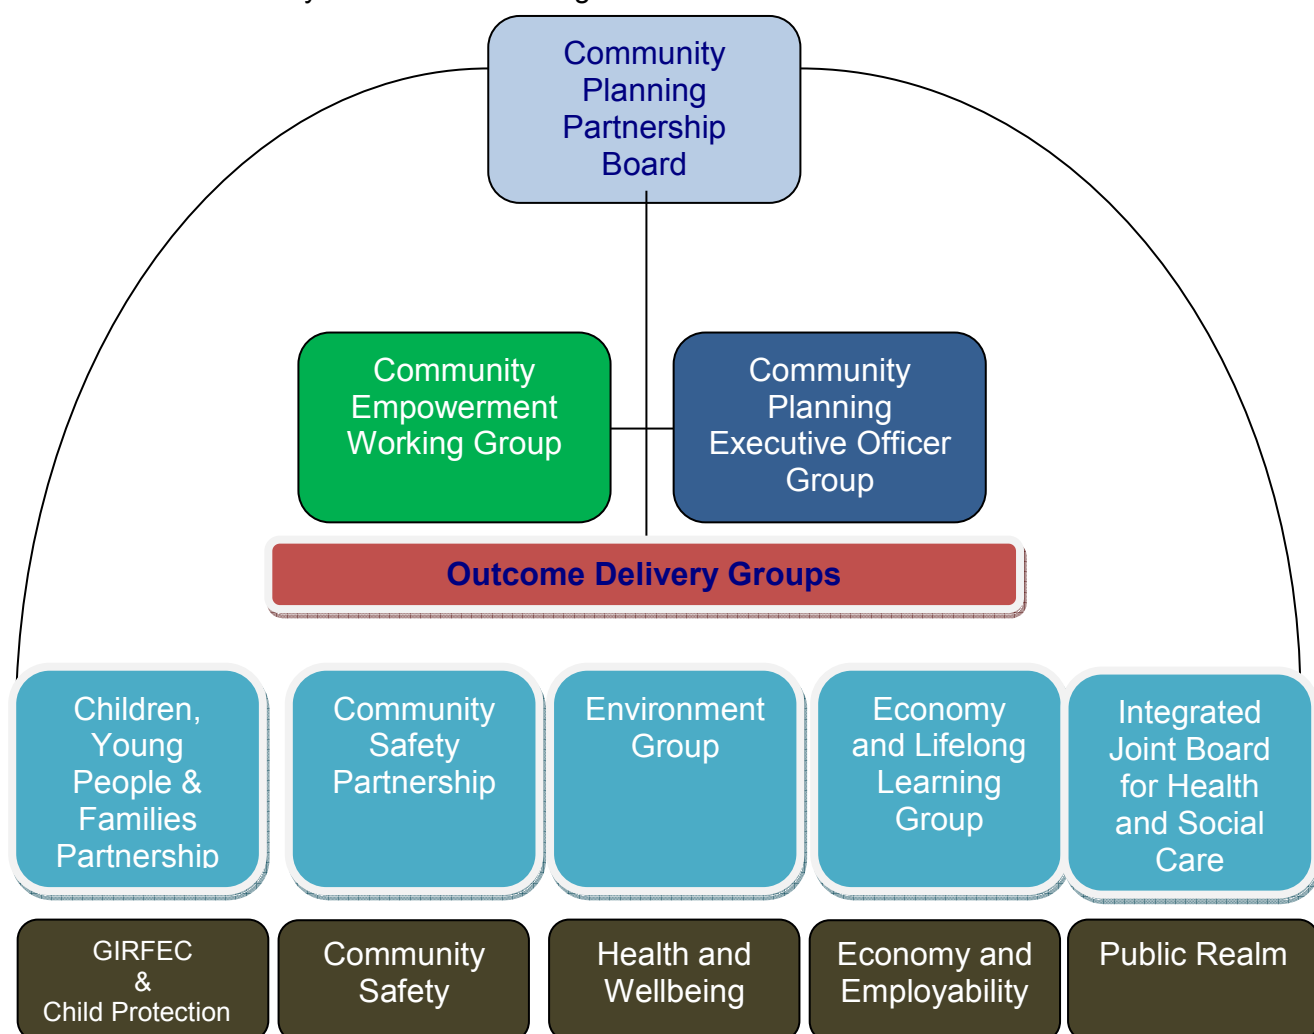 Community
Planning
Partnership
Board
Community
Empowerment
Working Group
Community
Planning
Executive Officer
Group
Outcome Delivery Groups
Children,
Young
People &
Families
Partnership
Community
Safety
Partnership
Environment
Group
Economy
and Lifelong
Learning
Group
Integrated
Joint Board
for Health
and Social
Care
GIRFEC
&
Child Protection
Community
Safety
Health and
Wellbeing
Economy and
Employability
Public Realm